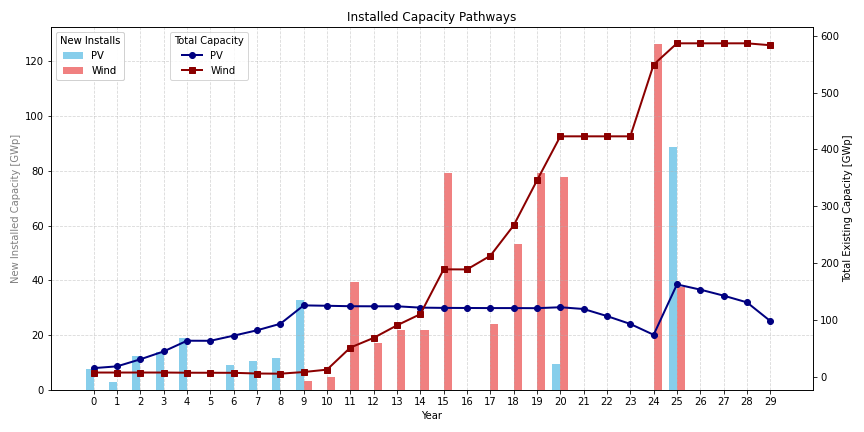 Installed Capacity Pathways
New Installs
PV
Wind
Total Capacity
PV
Wind
New Installed Capacity [GWp]
120
100
80
60
40
20
0
Total Existing Capacity [GWp]
600
500
400
300
200
100
0
0 1 2 3 4 5 6 7 8 9 10 11 12 13 14 15 16 17 18 19 20 21 22 23 24 25 26 27 28 29
Year